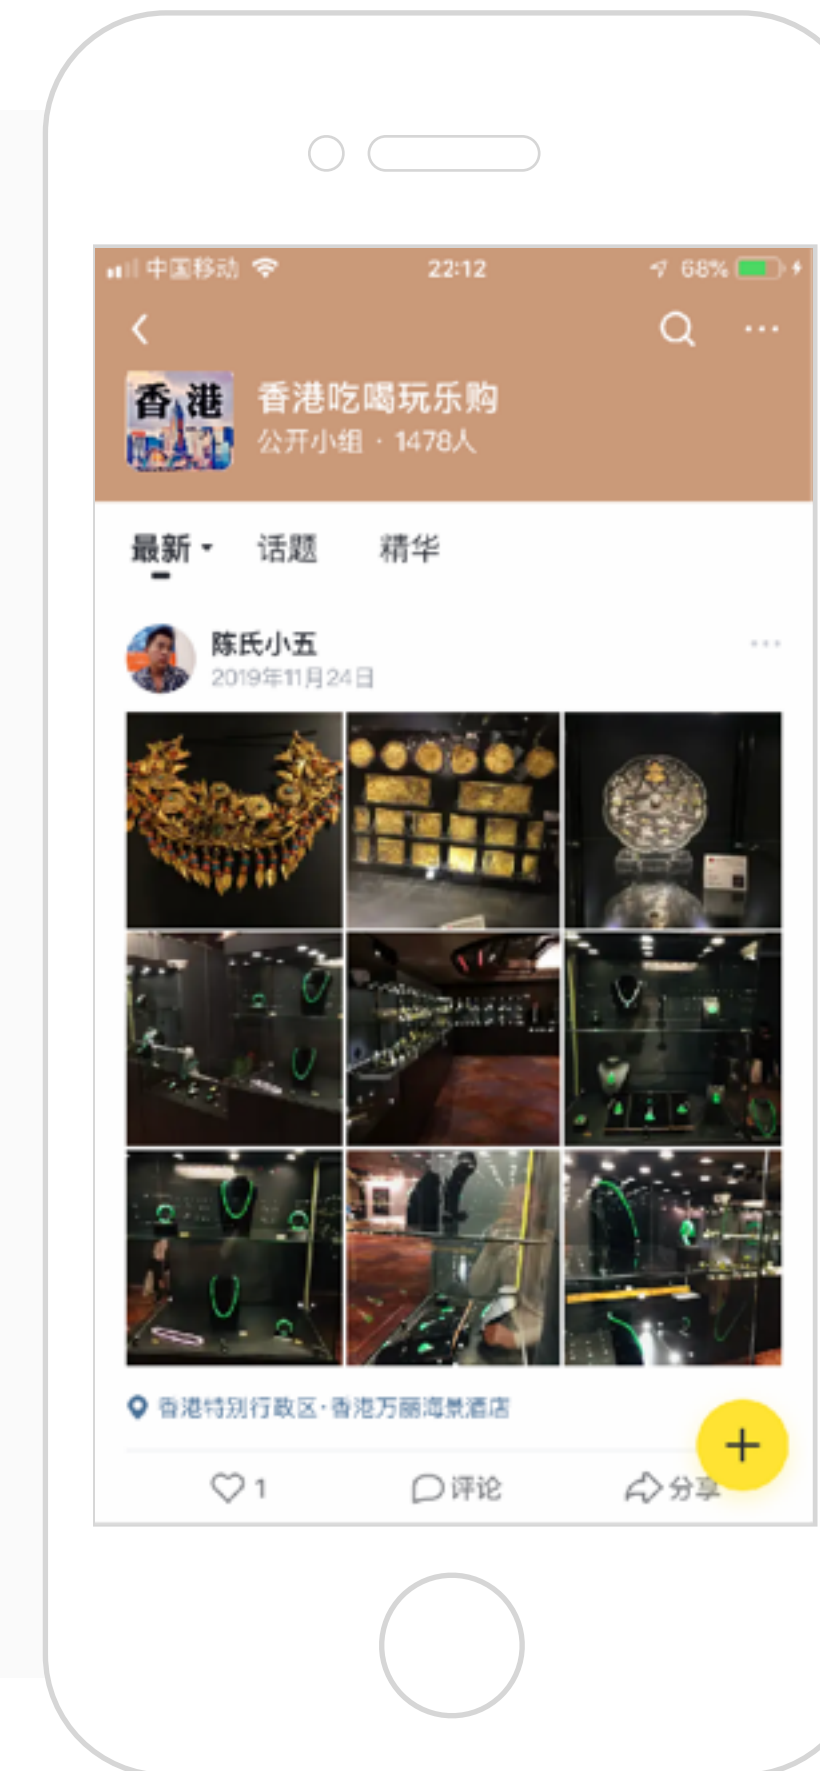 中国移动
22:12
68%
香港
香港吃喝玩乐购
公开小组 · 1478人
最新
话题
精华
陈氏小五
2019年11月24日
香港特别行政区·香港万丽海景酒店
1
评论
分享